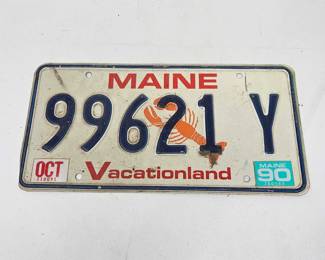 MAINE
99621 Y
OCT
Vacationland
MAINE
90